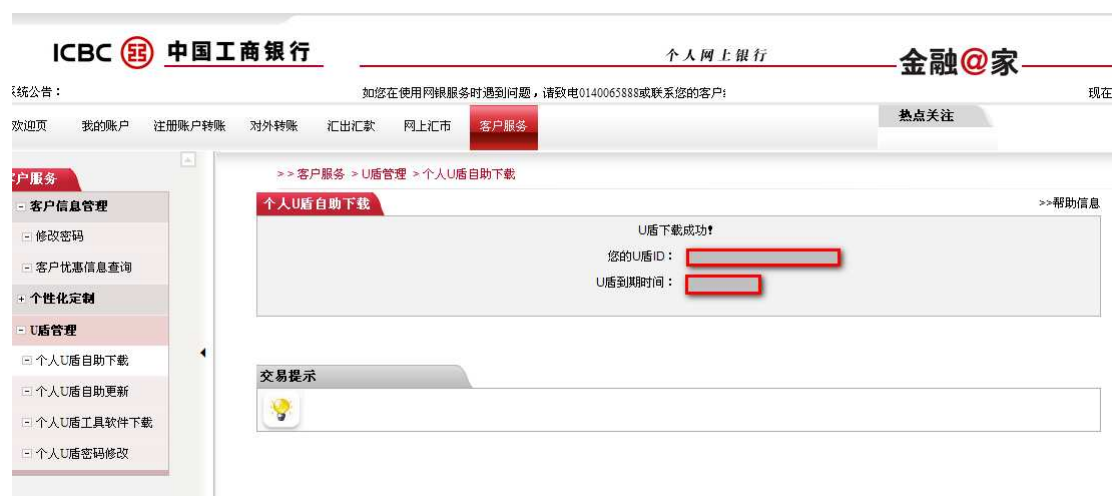 ICBC 中国工商银行
个人网上银行
金融@家
统公告：
如您在使用网银服务时遇到问题，请致电0140065888或联系您的客户
现在
欢迎页 我的账户 注册账户转账 对外转账 汇出汇款 网上汇市 客户服务
热点关注
户服务
客户信息管理
修改密码
客户优惠信息查询
个性化定制
U盾管理
个人U盾自助下载
个人U盾自助更新
个人U盾工具软件下载
个人U盾密码修改
>>客户服务 >U盾管理 >个人U盾自助下载
个人U盾自助下载
>>帮助信息
U盾下载成功！
您的U盾ID：
U盾到期时间：
交易提示